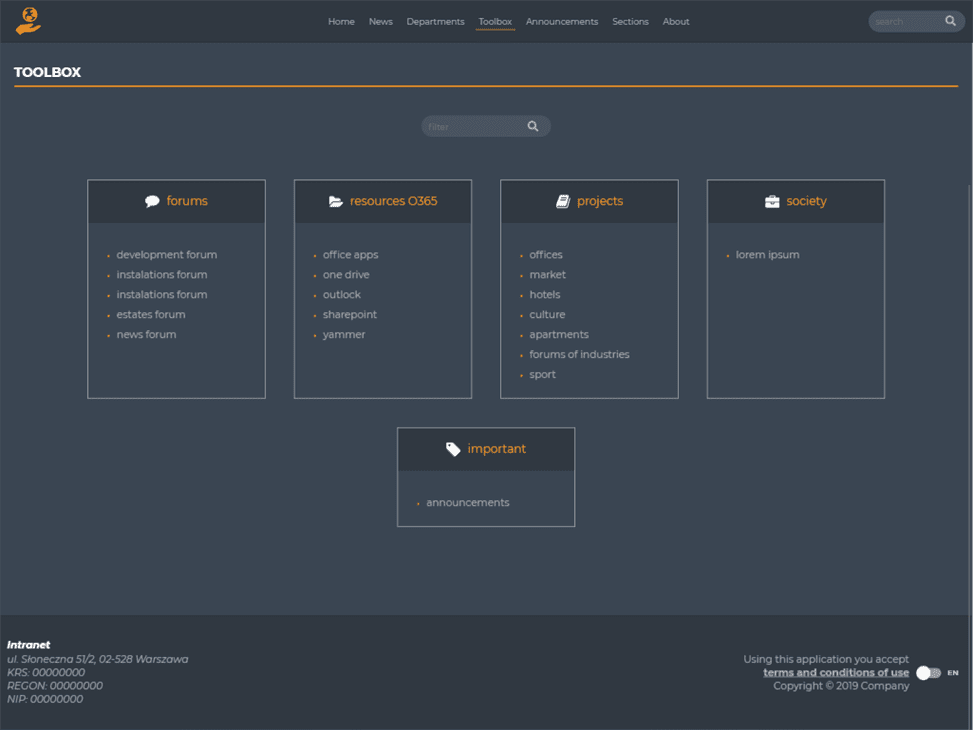 Home News Departments Toolbox Announcements Sections About search
TOOLBOX
filter
forums
development forum
instalations forum
instalations forum
estates forum
news forum
resources O365
office apps
one drive
outlock
sharepoint
yammer
projects
offices
market
hotels
culture
apartments
forums of industries
sport
society
lorem ipsum
important
announcements
Intranet
ul. Słoneczna 51/2, 02-528 Warszawa
KRS: 00000000
REGON: 00000000
NIP: 00000000
Using this application you accept
terms and conditions of use
Copyright © 2019 Company
EN